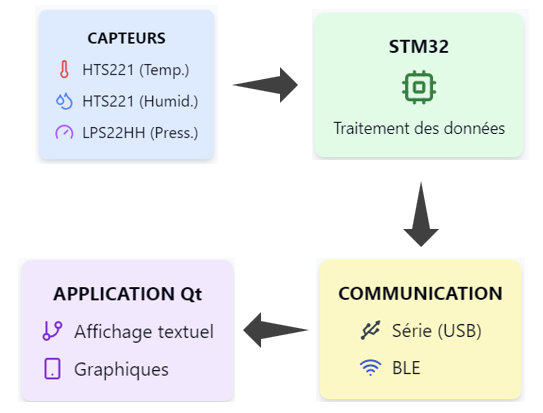 CAPTEURS
HTS221 (Temp.)
HTS221 (Humid.)
LPS22HH (Press.)
STM32
Traitement des données
APPLICATION Qt
Affichage textuel
Graphiques
COMMUNICATION
Série (USB)
BLE